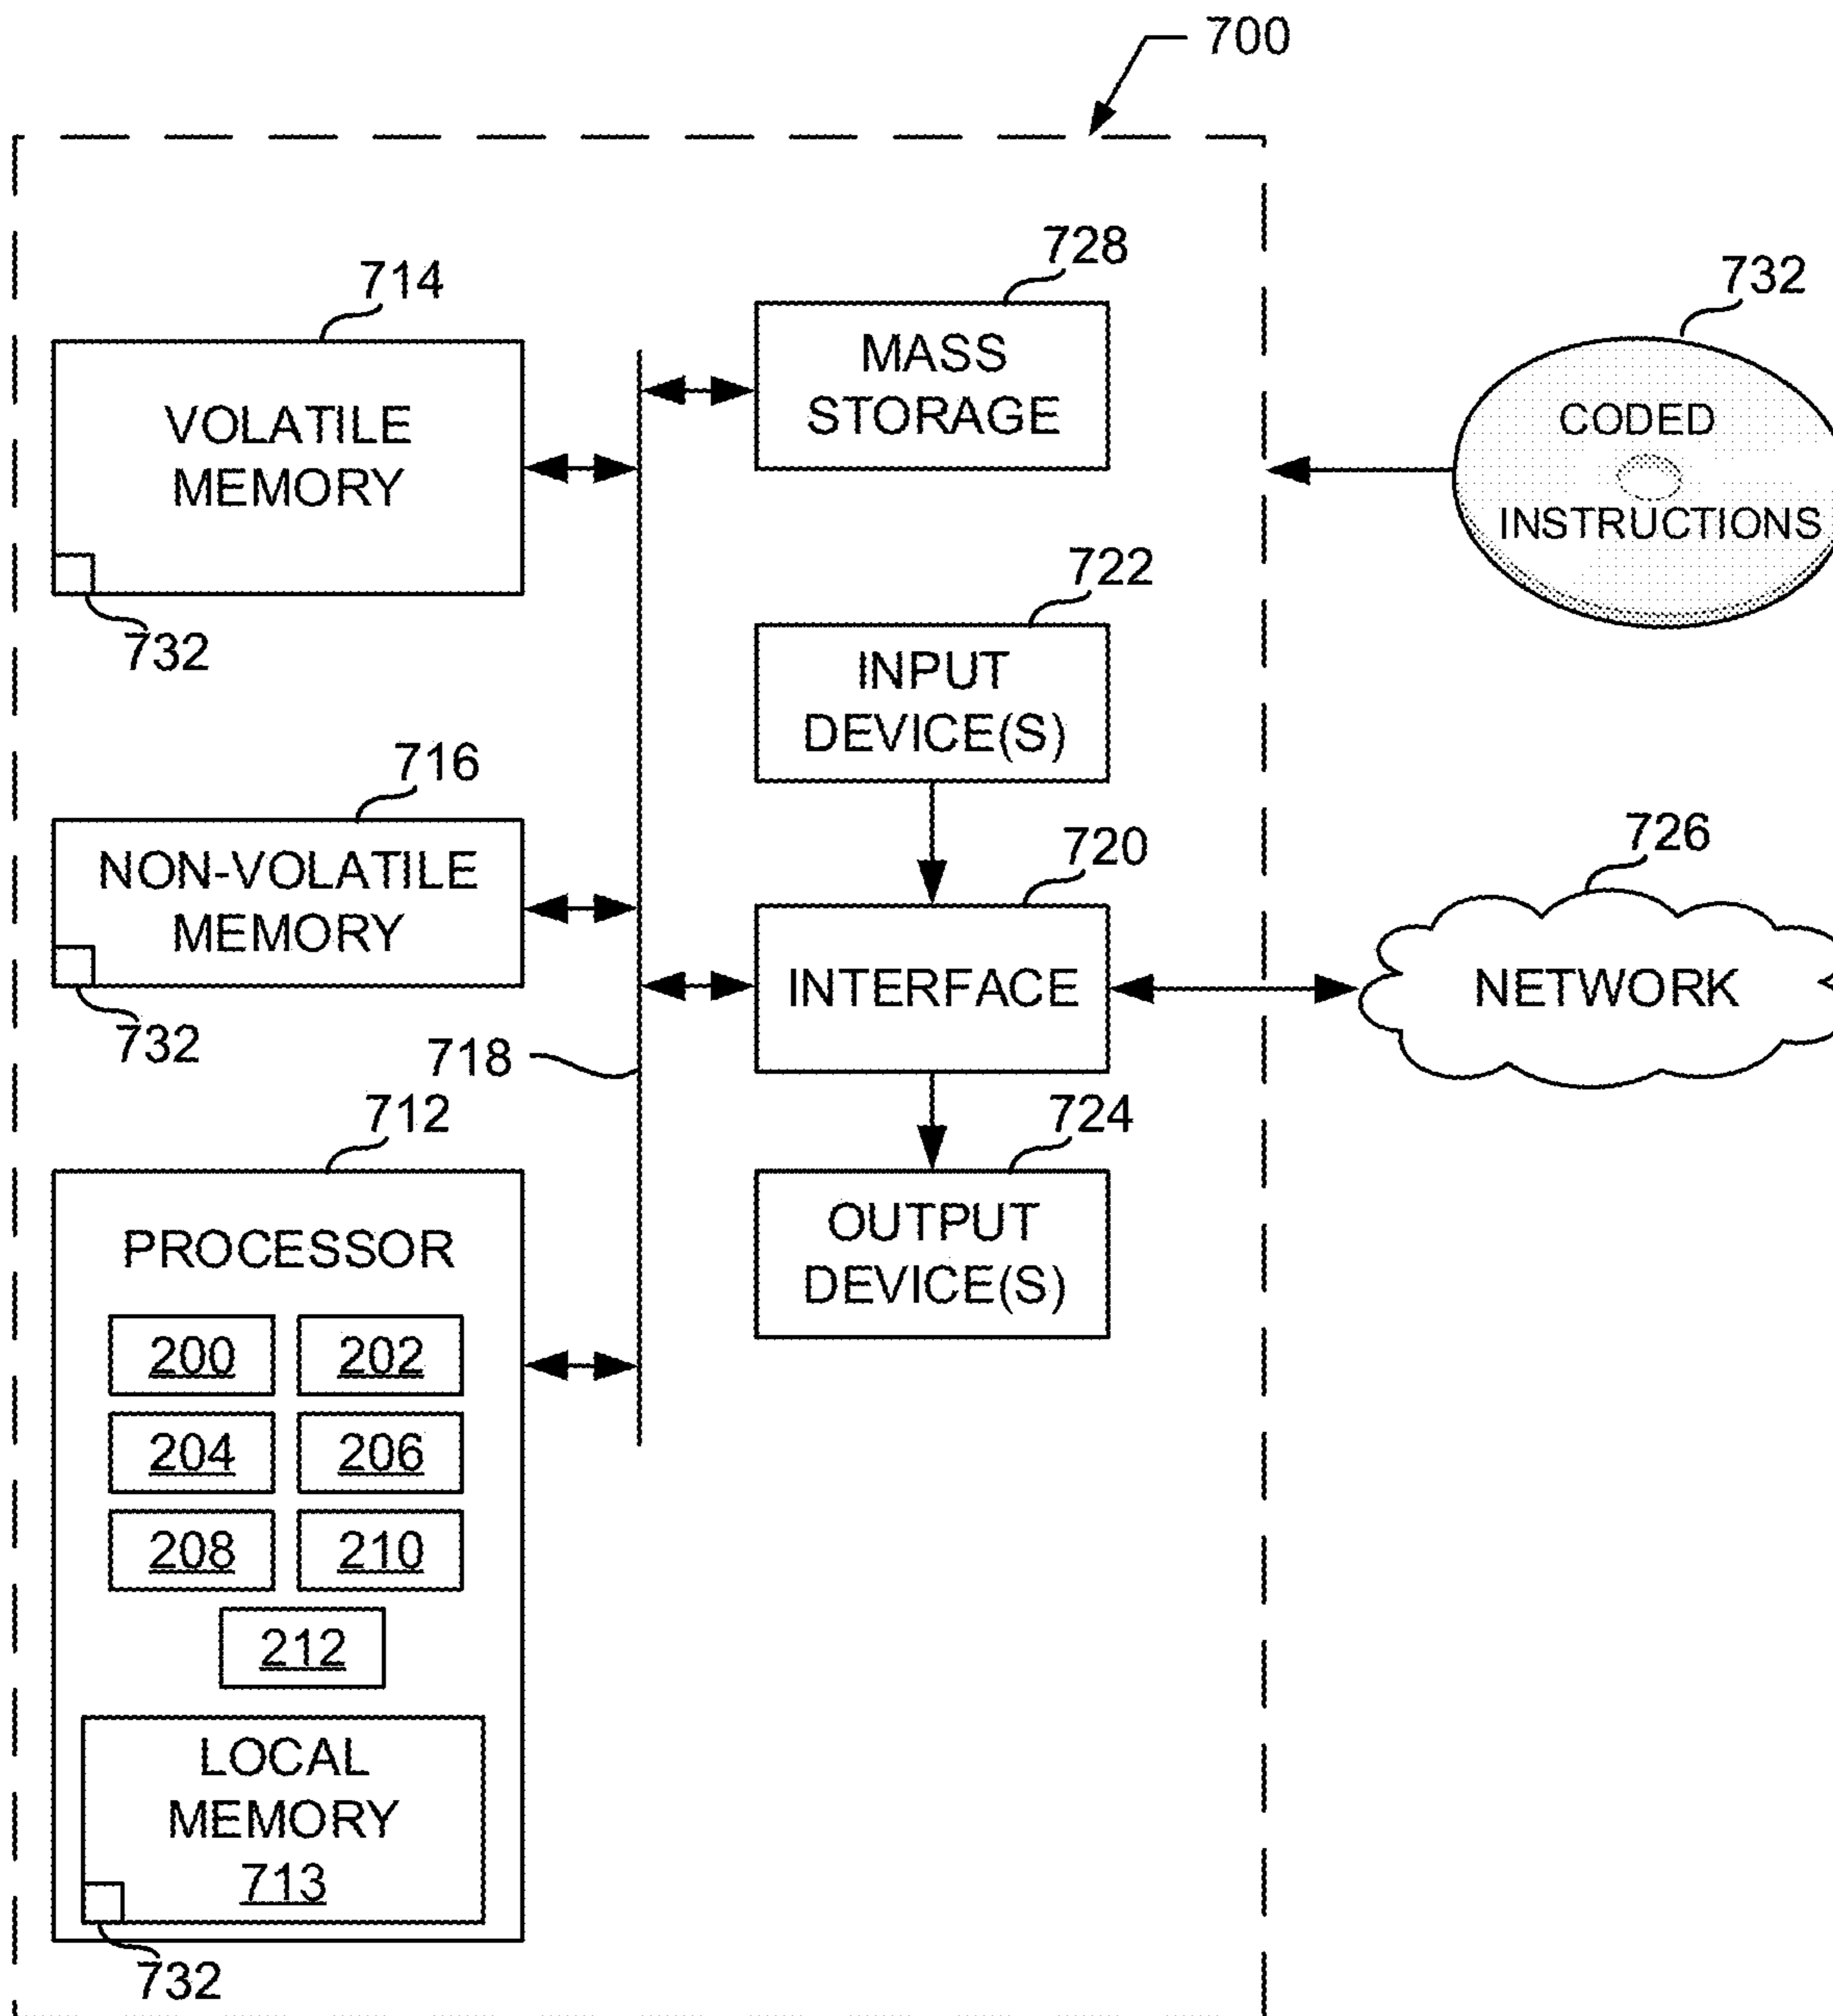 700
714
VOLATILE
MEMORY
732
728
MASS
STORAGE
732
CODED
INSTRUCTIONS
722
INPUT
DEVICE(S)
716
NON-VOLATILE
MEMORY
732
718
720
INTERFACE
726
NETWORK
712
PROCESSOR
200 202
204 206
208 210
212
LOCAL
MEMORY
713
732
724
OUTPUT
DEVICE(S)